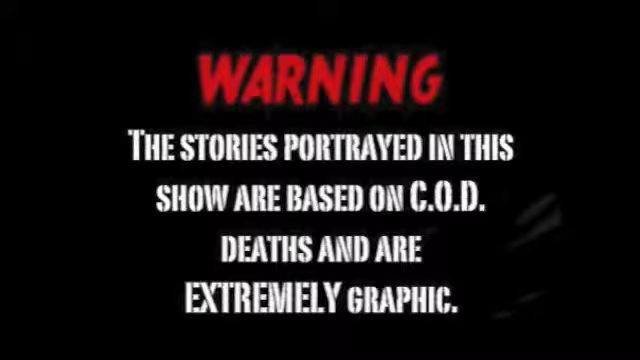 WARNING
THE STORIES PORTRAYED IN THIS
SHOW ARE BASED ON C.O.D.
DEATHS AND ARE
EXTREMELY GRAPHIC.